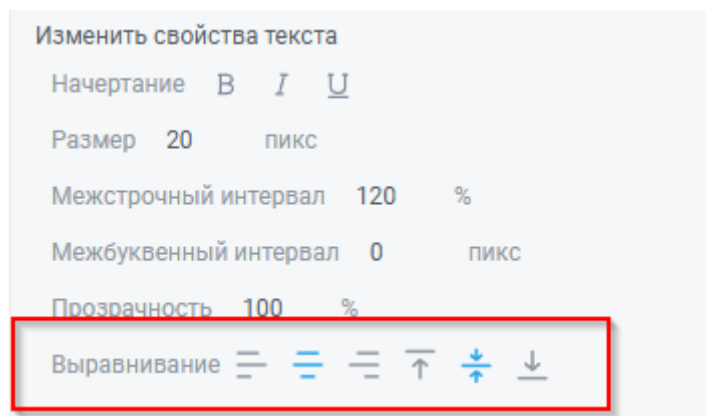 Изменить свойства текста
Начертание B I U
Размер 20 пикс
Межстрочный интервал 120 %
Межбуквенный интервал 0 пикс
Прозрачность 100 %
Выравнивание